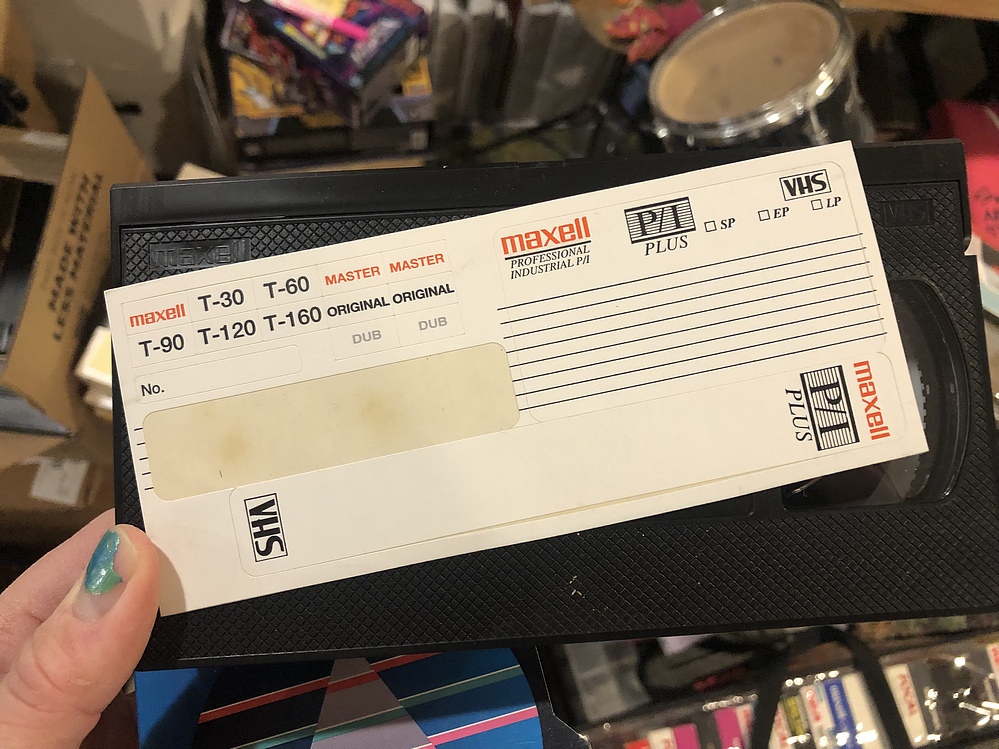 MADE WITH
LESS MATERIAL
maxell
maxell T-30 T-60 MASTER MASTER
T-90 T-120 T-160 ORIGINAL ORIGINAL
DUB DUB
No.
maxell
PROFESSIONAL
INDUSTRIAL P/I
P/I
PLUS
SP EP LP
VHS
VHS
maxell
P/I
PLUS
VHS